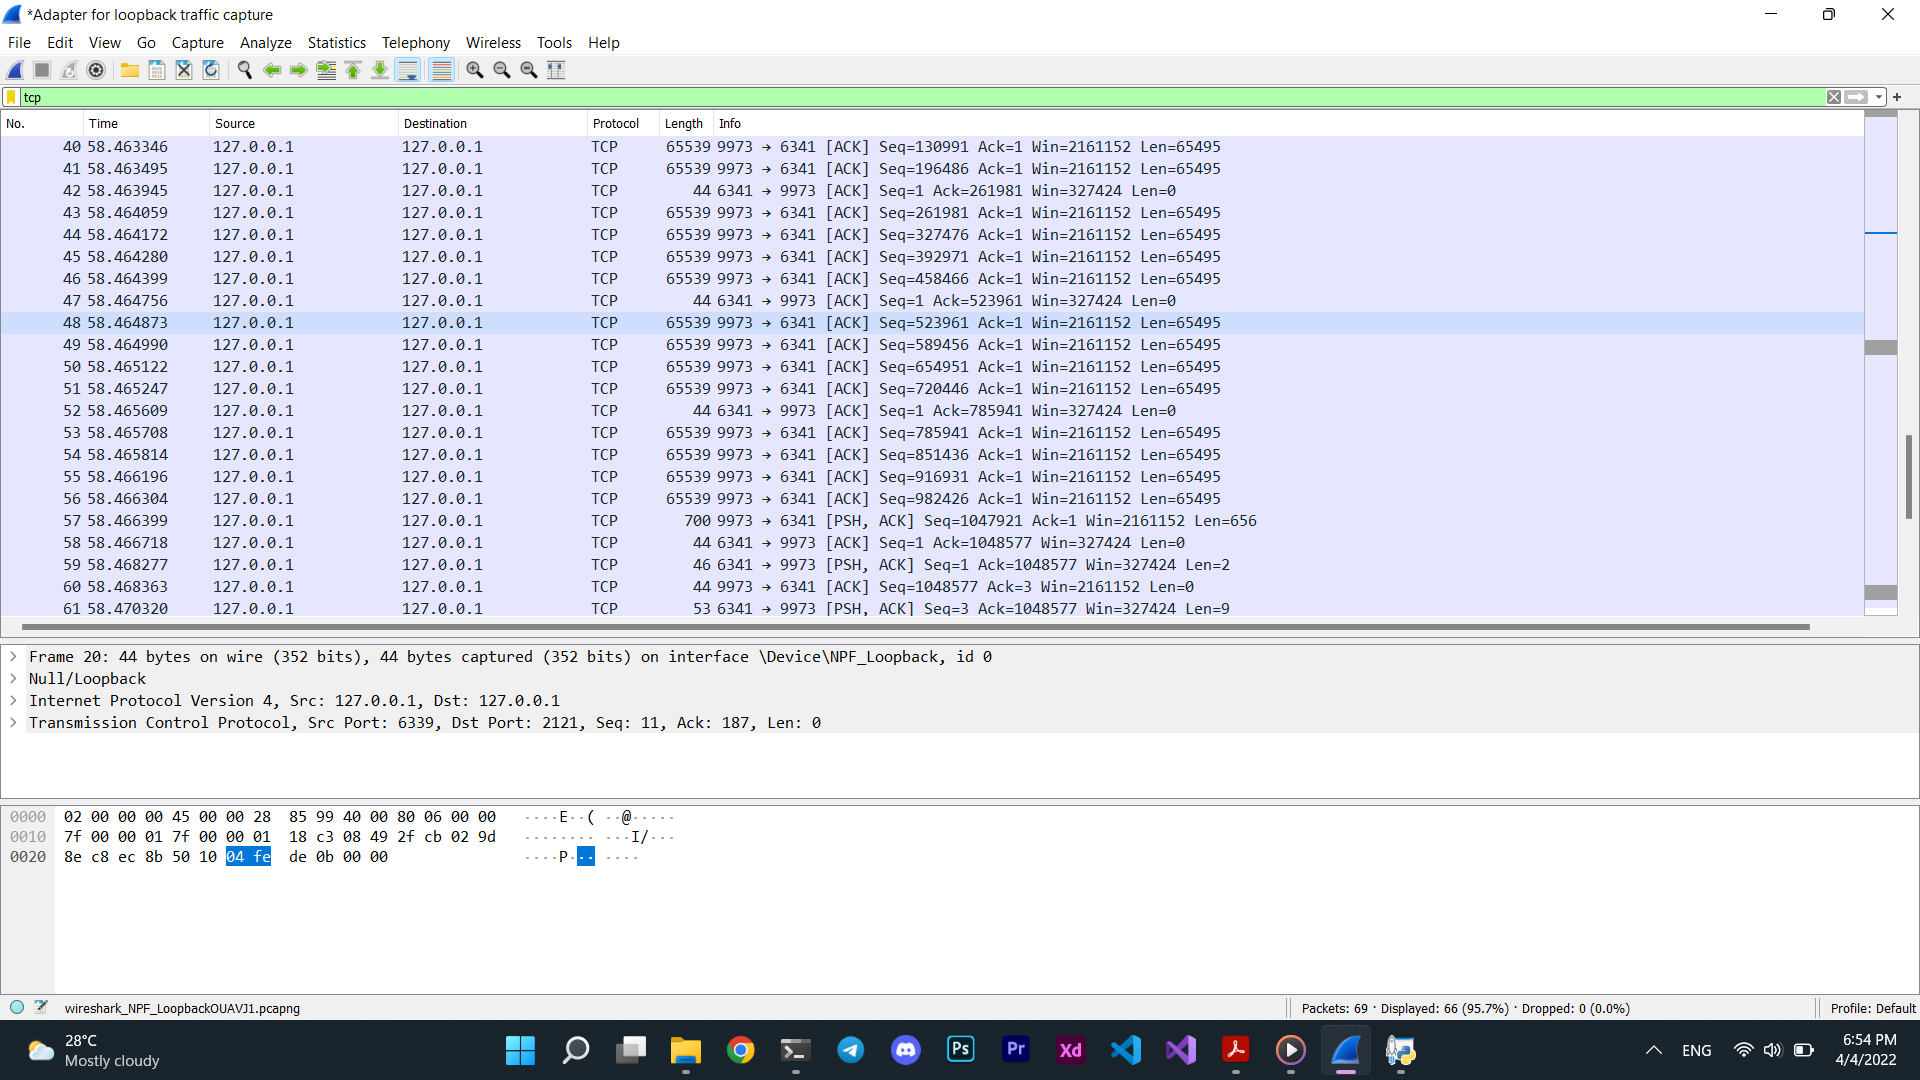 *Adapter for loopback traffic capture
File Edit View Go Capture Analyze Statistics Telephony Wireless Tools Help
tcp
No. Time Source Destination Protocol Length Info
40 58.463346 127.0.0.1 127.0.0.1 TCP 65539 9973 → 6341 [ACK] Seq=130991 Ack=1 Win=2161152 Len=65495
41 58.463495 127.0.0.1 127.0.0.1 TCP 65539 9973 → 6341 [ACK] Seq=196486 Ack=1 Win=2161152 Len=65495
42 58.463945 127.0.0.1 127.0.0.1 TCP 44 6341 → 9973 [ACK] Seq=1 Ack=261981 Win=327424 Len=0
43 58.464059 127.0.0.1 127.0.0.1 TCP 65539 9973 → 6341 [ACK] Seq=261981 Ack=1 Win=2161152 Len=65495
44 58.464172 127.0.0.1 127.0.0.1 TCP 65539 9973 → 6341 [ACK] Seq=327476 Ack=1 Win=2161152 Len=65495
45 58.464280 127.0.0.1 127.0.0.1 TCP 65539 9973 → 6341 [ACK] Seq=392971 Ack=1 Win=2161152 Len=65495
46 58.464399 127.0.0.1 127.0.0.1 TCP 65539 9973 → 6341 [ACK] Seq=458466 Ack=1 Win=2161152 Len=65495
47 58.464756 127.0.0.1 127.0.0.1 TCP 44 6341 → 9973 [ACK] Seq=1 Ack=523961 Win=327424 Len=0
48 58.464873 127.0.0.1 127.0.0.1 TCP 65539 9973 → 6341 [ACK] Seq=523961 Ack=1 Win=2161152 Len=65495
49 58.464990 127.0.0.1 127.0.0.1 TCP 65539 9973 → 6341 [ACK] Seq=589456 Ack=1 Win=2161152 Len=65495
50 58.465122 127.0.0.1 127.0.0.1 TCP 65539 9973 → 6341 [ACK] Seq=654951 Ack=1 Win=2161152 Len=65495
51 58.465247 127.0.0.1 127.0.0.1 TCP 65539 9973 → 6341 [ACK] Seq=720446 Ack=1 Win=2161152 Len=65495
52 58.465609 127.0.0.1 127.0.0.1 TCP 44 6341 → 9973 [ACK] Seq=1 Ack=785941 Win=327424 Len=0
53 58.465708 127.0.0.1 127.0.0.1 TCP 65539 9973 → 6341 [ACK] Seq=785941 Ack=1 Win=2161152 Len=65495
54 58.465814 127.0.0.1 127.0.0.1 TCP 65539 9973 → 6341 [ACK] Seq=851436 Ack=1 Win=2161152 Len=65495
55 58.466196 127.0.0.1 127.0.0.1 TCP 65539 9973 → 6341 [ACK] Seq=916931 Ack=1 Win=2161152 Len=65495
56 58.466304 127.0.0.1 127.0.0.1 TCP 65539 9973 → 6341 [ACK] Seq=982426 Ack=1 Win=2161152 Len=65495
57 58.466399 127.0.0.1 127.0.0.1 TCP 700 9973 → 6341 [PSH, ACK] Seq=1047921 Ack=1 Win=2161152 Len=656
58 58.466718 127.0.0.1 127.0.0.1 TCP 44 6341 → 9973 [ACK] Seq=1 Ack=1048577 Win=327424 Len=0
59 58.468277 127.0.0.1 127.0.0.1 TCP 46 6341 → 9973 [PSH, ACK] Seq=1 Ack=1048577 Win=327424 Len=2
60 58.468363 127.0.0.1 127.0.0.1 TCP 44 9973 → 6341 [ACK] Seq=1048577 Ack=3 Win=2161152 Len=0
61 58.470320 127.0.0.1 127.0.0.1 TCP 53 6341 → 9973 [PSH, ACK] Seq=3 Ack=1048577 Win=327424 Len=9
Frame 20: 44 bytes on wire (352 bits), 44 bytes captured (352 bits) on interface \Device\NPF_Loopback, id 0
Null/Loopback
Internet Protocol Version 4, Src: 127.0.0.1, Dst: 127.0.0.1
Transmission Control Protocol, Src Port: 6339, Dst Port: 2121, Seq: 11, Ack: 187, Len: 0
0000 02 00 00 00 45 00 00 28 85 99 40 00 80 06 00 00 ····E··( ··@·····
0010 7f 00 00 01 7f 00 00 01 18 c3 08 49 2f cb 02 9d ········ ···I/···
0020 8e c8 ec 8b 50 10 04 fe de 0b 00 00 ····P··· ····
wireshark_NPF_LoopbackOUAVJ1.pcapng
Packets: 69 · Displayed: 66 (95.7%) · Dropped: 0 (0.0%)
Profile: Default
28°C
Mostly cloudy
Ps
Pr
Xd
ENG
6:54 PM
4/4/2022